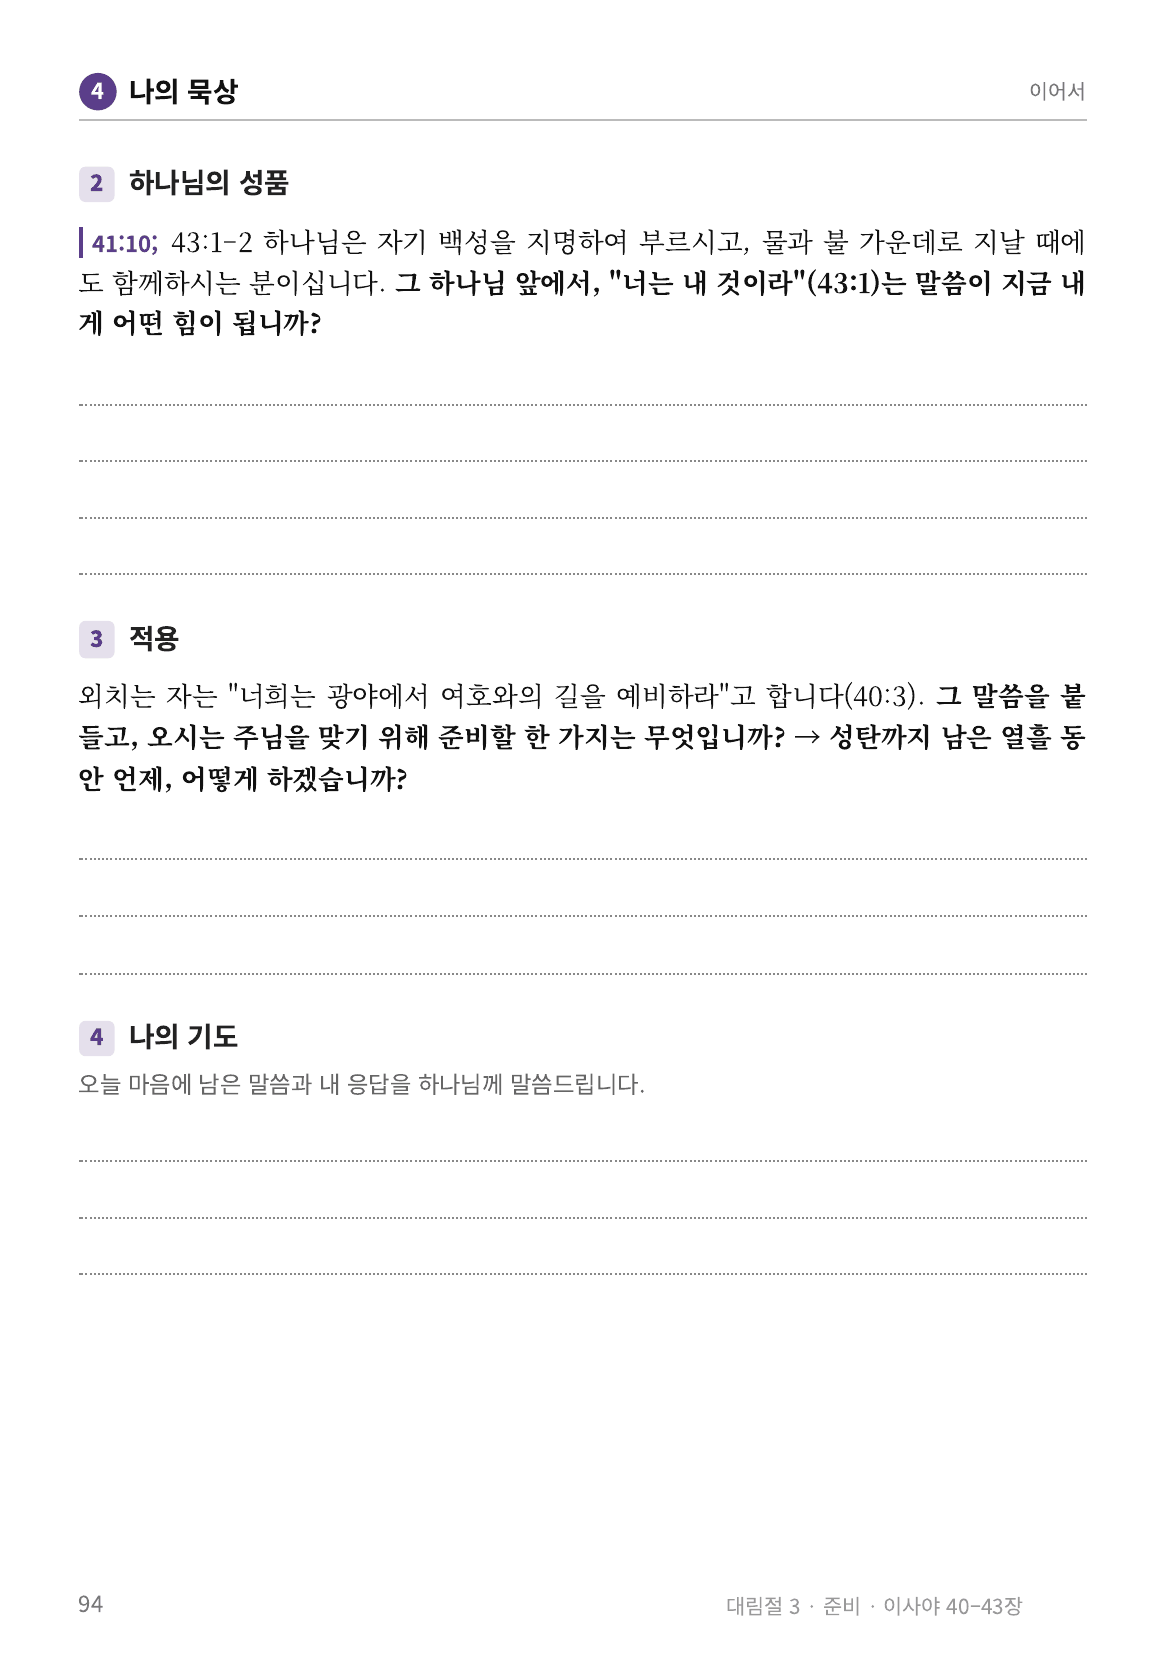 4 나의 묵상 이어서
2 하나님의 성품
41:10; 43:1–2 하나님은 자기 백성을 지명하여 부르시고, 물과 불 가운데로 지날 때에
도 함께하시는 분이십니다. 그 하나님 앞에서, "너는 내 것이라"(43:1)는 말씀이 지금 내
게 어떤 힘이 됩니까?
3 적용
외치는 자는 "너희는 광야에서 여호와의 길을 예비하라"고 합니다(40:3). 그 말씀을 붙
들고, 오시는 주님을 맞기 위해 준비할 한 가지는 무엇입니까? → 성탄까지 남은 열흘 동
안 언제, 어떻게 하겠습니까?
4 나의 기도
오늘 마음에 남은 말씀과 내 응답을 하나님께 말씀드립니다.
94 대림절 3 · 준비 · 이사야 40–43장